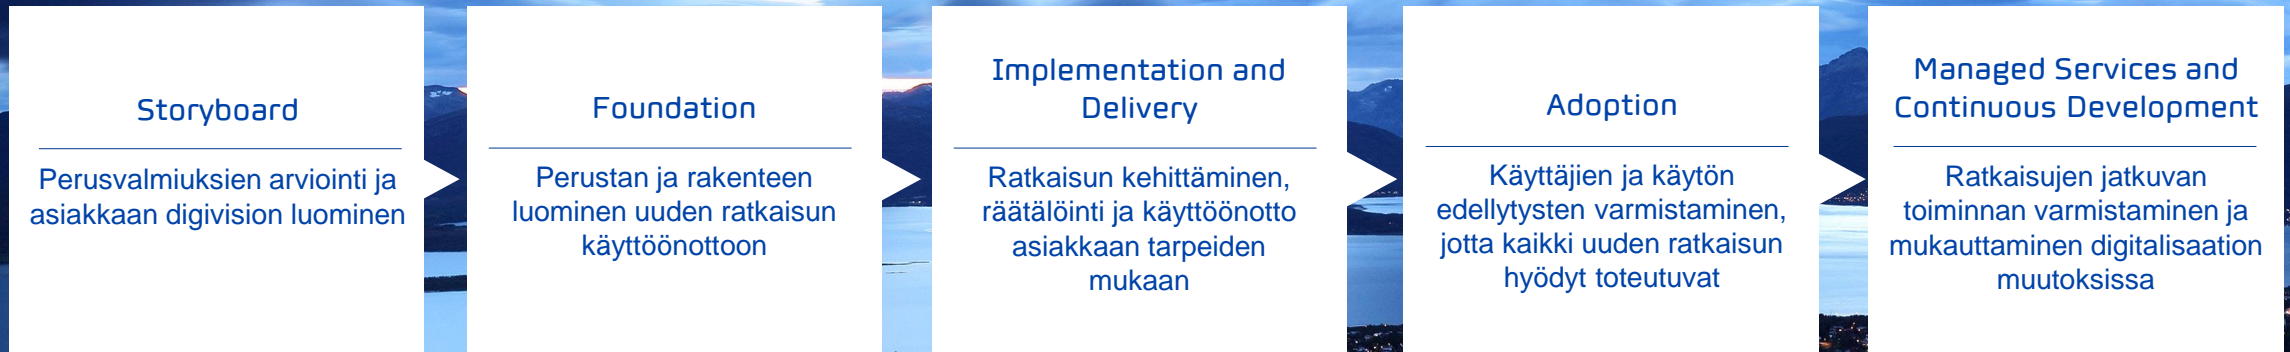 Storyboard
Perusvalmiuksien arviointi ja
asiakkaan digivision luominen
Foundation
Perustan ja rakenteen
luominen uuden ratkaisun
käyttöönottoon
Implementation and
Delivery
Ratkaisun kehittäminen,
räätälöinti ja käyttöönotto
asiakkaan tarpeiden
mukaan
Adoption
Käyttäjien ja käytön
edellytysten varmistaminen,
jotta kaikki uuden ratkaisun
hyödyt toteutuvat
Managed Services and
Continuous Development
Ratkaisujen jatkuvan
toiminnan varmistaminen ja
mukauttaminen digitalisaation
muutoksissa